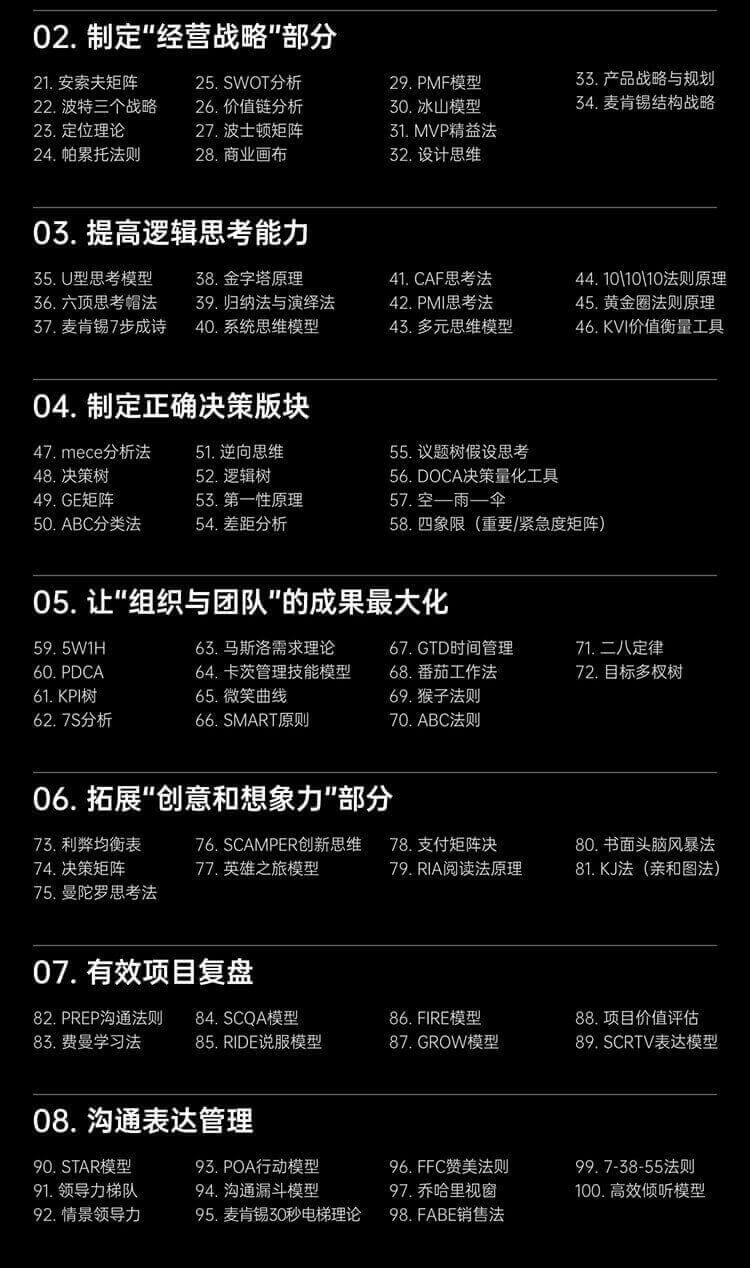 02. 制定“经营战略”部分
21. 安索夫矩阵
22. 波特三个战略
23. 定位理论
24. 帕累托法则
25. SWOT分析
26. 价值链分析
27. 波士顿矩阵
28. 商业画布
29. PMF模型
30. 冰山模型
31. MVP精益法
32. 设计思维
33. 产品战略与规划
34. 麦肯锡结构战略
03. 提高逻辑思考能力
35. U型思考模型
36. 六顶思考帽法
37. 麦肯锡7步成诗
38. 金字塔原理
39. 归纳法与演绎法
40. 系统思维模型
41. CAF思考法
42. PMI思考法
43. 多元思维模型
44. 10\10\10法则原理
45. 黄金圈法则原理
46. KVI价值衡量工具
04. 制定正确决策版块
47. mece分析法
48. 决策树
49. GE矩阵
50. ABC分类法
51. 逆向思维
52. 逻辑树
53. 第一性原理
54. 差距分析
55. 议题树假设思考
56. DOCA决策量化工具
57. 空—雨—伞
58. 四象限（重要/紧急度矩阵）
05. 让“组织与团队”的成果最大化
59. 5W1H
60. PDCA
61. KPI树
62. 7S分析
63. 马斯洛需求理论
64. 卡茨管理技能模型
65. 微笑曲线
66. SMART原则
67. GTD时间管理
68. 番茄工作法
69. 猴子法则
70. ABC法则
71. 二八定律
72. 目标多杈树
06. 拓展“创意和想象力”部分
73. 利弊均衡表
74. 决策矩阵
75. 曼陀罗思考法
76. SCAMPER创新思维
77. 英雄之旅模型
78. 支付矩阵决
79. RIA阅读法原理
80. 书面头脑风暴法
81. KJ法（亲和图法）
07. 有效项目复盘
82. PREP沟通法则
83. 费曼学习法
84. SCQA模型
85. RIDE说服模型
86. FIRE模型
87. GROW模型
88. 项目价值评估
89. SCRTV表达模型
08. 沟通表达管理
90. STAR模型
91. 领导力梯队
92. 情景领导力
93. POA行动模型
94. 沟通漏斗模型
95. 麦肯锡30秒电梯理论
96. FFC赞美法则
97. 乔哈里视窗
98. FABE销售法
99. 7-38-55法则
100. 高效倾听模型